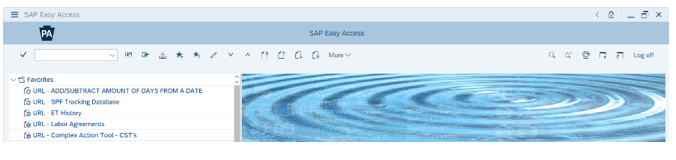 SAP Easy Access
PA
SAP Easy Access
More
Log off
Favorites
URL - ADD/SUBTRACT AMOUNT OF DAYS FROM A DATE
URL - SPF Tracking Database
URL - ET History
URL - Labor Agreements
URL - Complex Action Tool - CST's